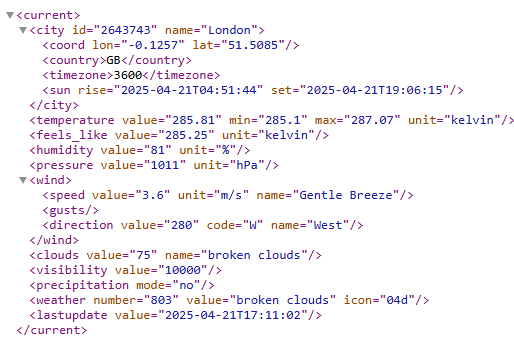 <current>
<city id="2643743" name="London">
<coord lon="-0.1257" lat="51.5085"/>
<country>GB</country>
<timezone>3600</timezone>
<sun rise="2025-04-21T04:51:44" set="2025-04-21T19:06:15"/>
</city>
<temperature value="285.81" min="285.1" max="287.07" unit="kelvin"/>
<feels_like value="285.25" unit="kelvin"/>
<humidity value="81" unit="%"/>
<pressure value="1011" unit="hPa"/>
<wind>
<speed value="3.6" unit="m/s" name="Gentle Breeze"/>
<gusts/>
<direction value="280" code="W" name="West"/>
</wind>
<clouds value="75" name="broken clouds"/>
<visibility value="10000"/>
<precipitation mode="no"/>
<weather number="803" value="broken clouds" icon="04d"/>
<lastupdate value="2025-04-21T17:11:02"/>
</current>